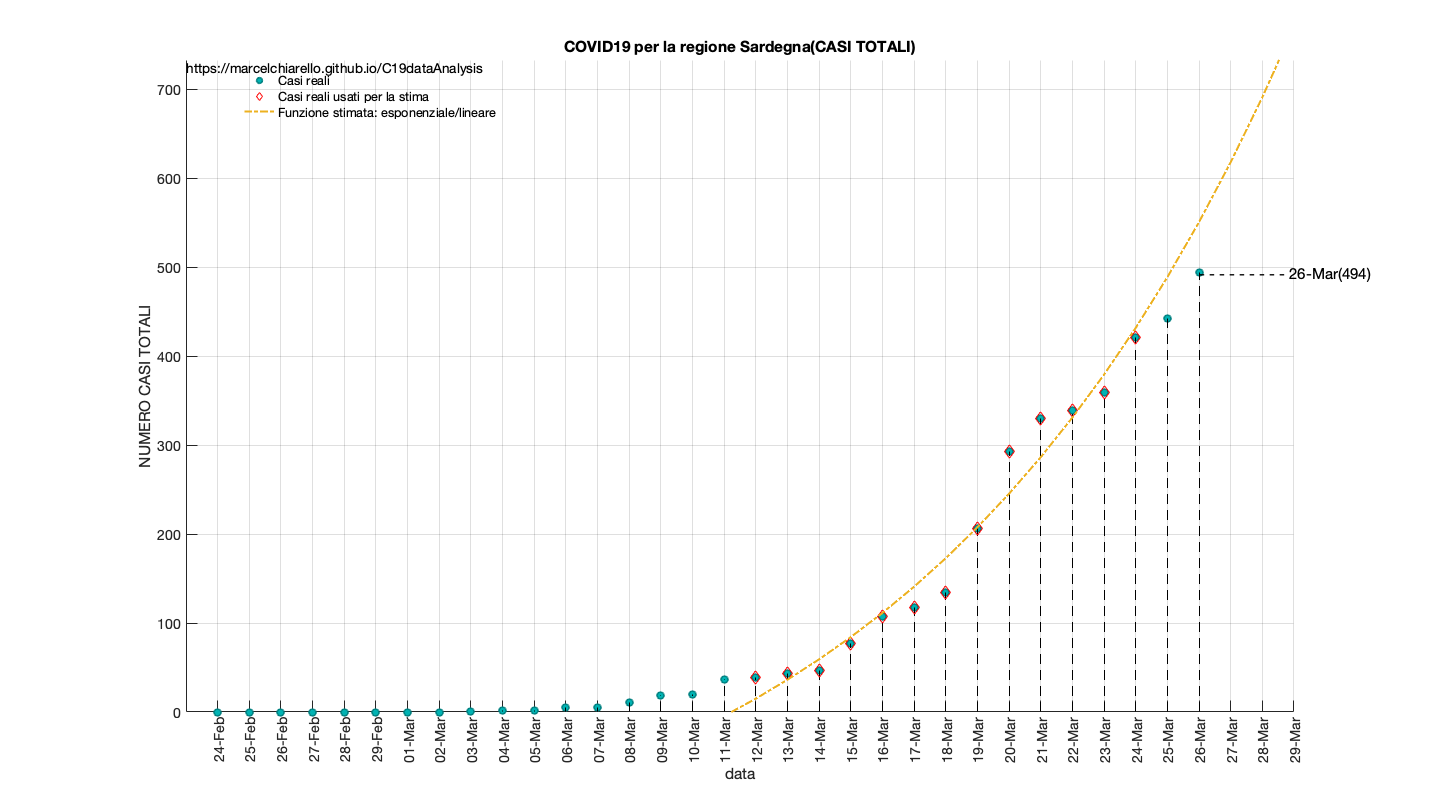 COVID19 per la regione Sardegna(CASI TOTALI)
https://marcelchiarello.github.io/C19dataAnalysis
Casi reali
Casi reali usati per la stima
Funzione stimata: esponenziale/lineare
NUMERO CASI TOTALI
700
600
500
400
300
200
100
0
26-Mar(494)
24-Feb
25-Feb
26-Feb
27-Feb
28-Feb
29-Feb
01-Mar
02-Mar
03-Mar
04-Mar
05-Mar
06-Mar
07-Mar
08-Mar
09-Mar
10-Mar
11-Mar
12-Mar
13-Mar
14-Mar
15-Mar
16-Mar
17-Mar
18-Mar
19-Mar
20-Mar
21-Mar
22-Mar
23-Mar
24-Mar
25-Mar
26-Mar
27-Mar
28-Mar
29-Mar
data